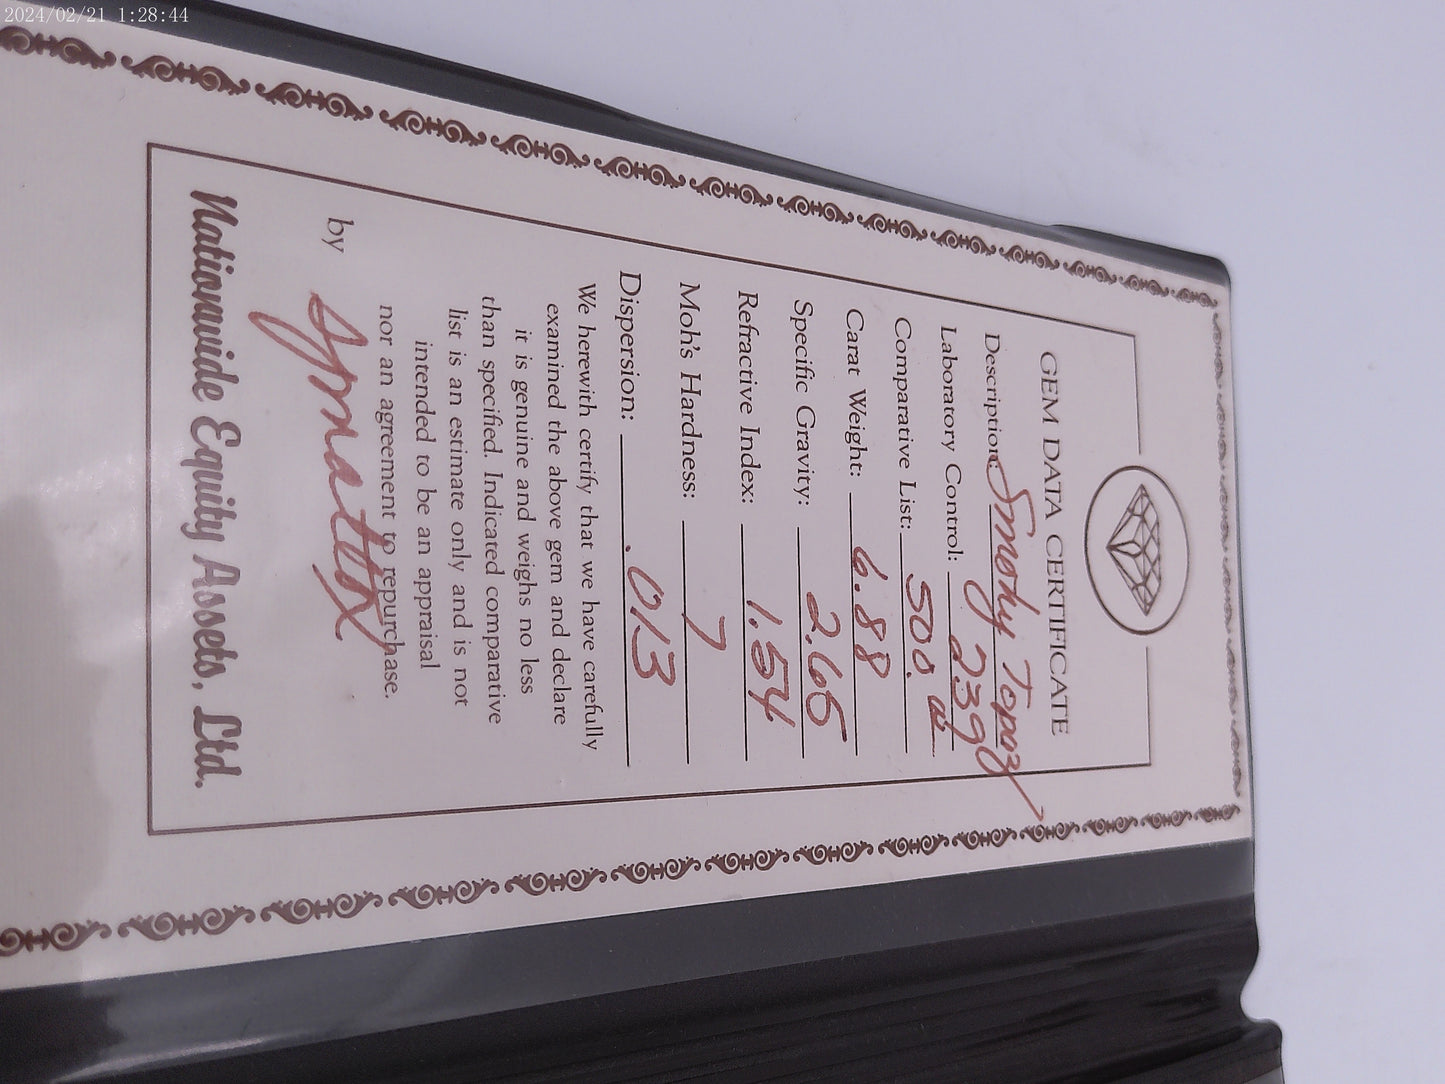 2024/02/21 1:28:44
GEM DATA CERTIFICATE
Description: Smoky Topaz
Laboratory Control: 2390
Comparative List: 500.
Carat Weight: 6.88
Specific Gravity: 2.65
Refractive Index: 1.54
Moh's Hardness: 7
Dispersion: .013
We herewith certify that we have carefully
examined the above gem and declare
it is genuine and weighs no less
than specified. Indicated comparative
list is an estimate only and is not
intended to be an appraisal
nor an agreement to repurchase.
by
Nationwide Equity Assets, Ltd.